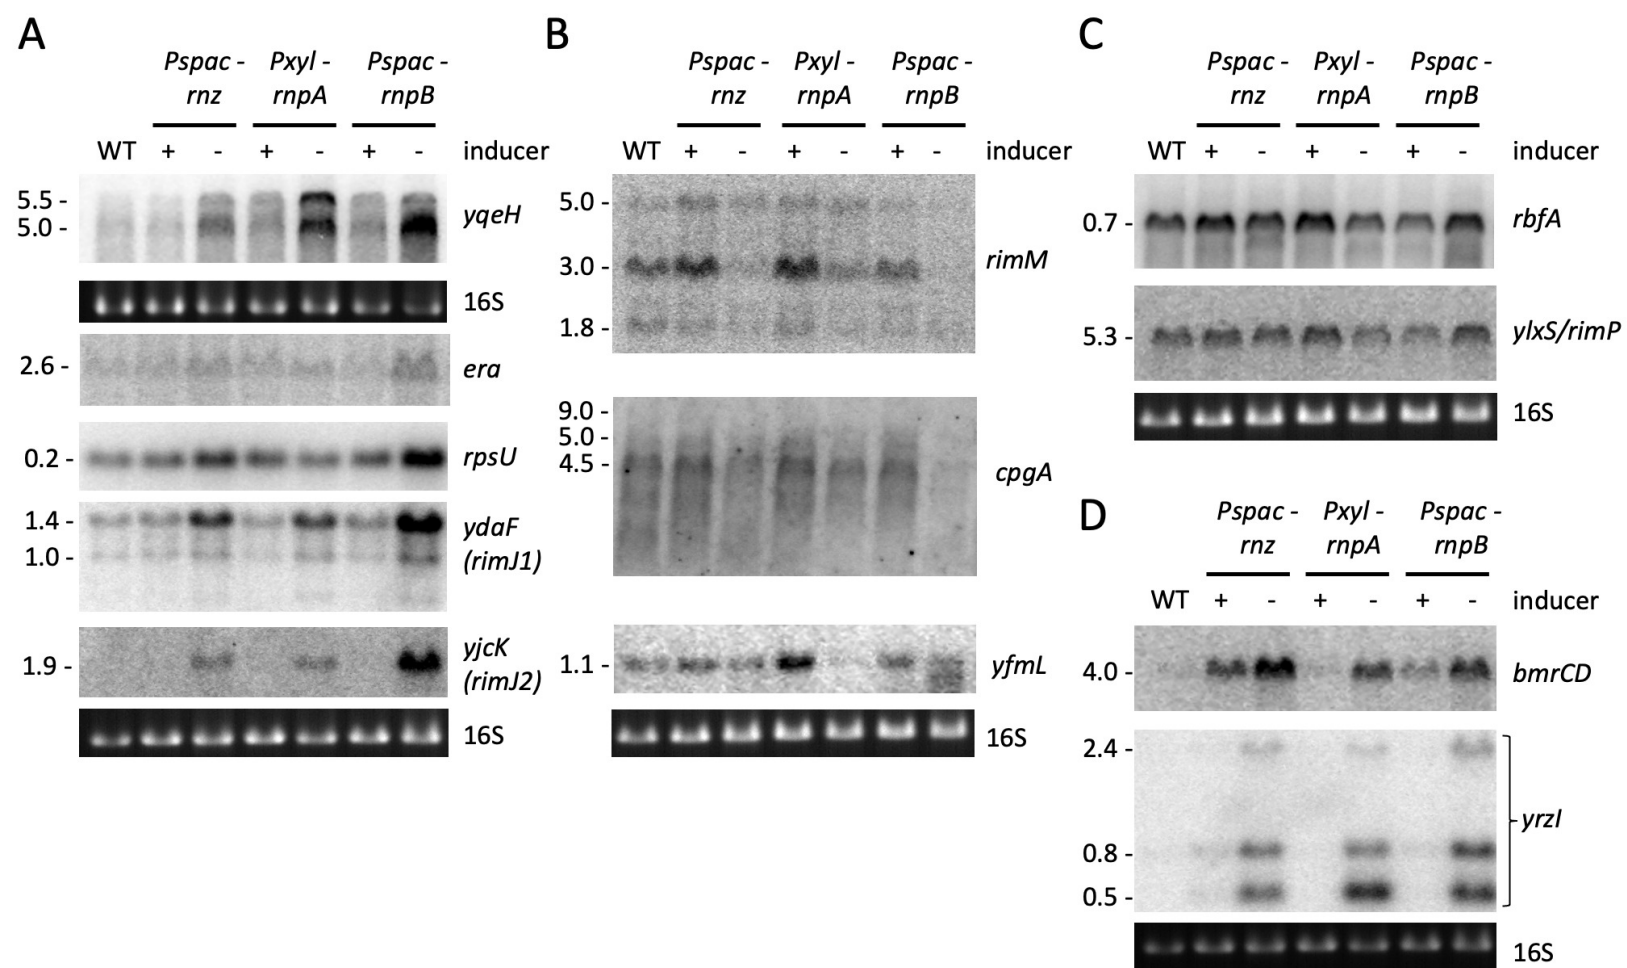 A
Pspac - Pxyl - Pspac -
rnz rnpA rnpB
WT + - + - + - inducer
5.5 -
yqeH
5.0 -
16S
2.6 - era
0.2 - rpsU
1.4 -
ydaF
1.0 -
(rimJ1)
yjcK
1.9 -
(rimJ2)
16S
B
Pspac - Pxyl - Pspac -
rnz rnpA rnpB
WT + - + - + - inducer
5.0 -
3.0 - rimM
1.8 -
9.0 -
5.0 -
4.5 - cpgA
1.1 - yfmL
16S
C
Pspac - Pxyl - Pspac -
rnz rnpA rnpB
WT + - + - + - inducer
0.7 - rbfA
5.3 - ylxS/rimP
16S
D
Pspac - Pxyl - Pspac -
rnz rnpA rnpB
WT + - + - + - inducer
4.0 - bmrCD
2.4 -
yrzI
0.8 -
0.5 -
16S